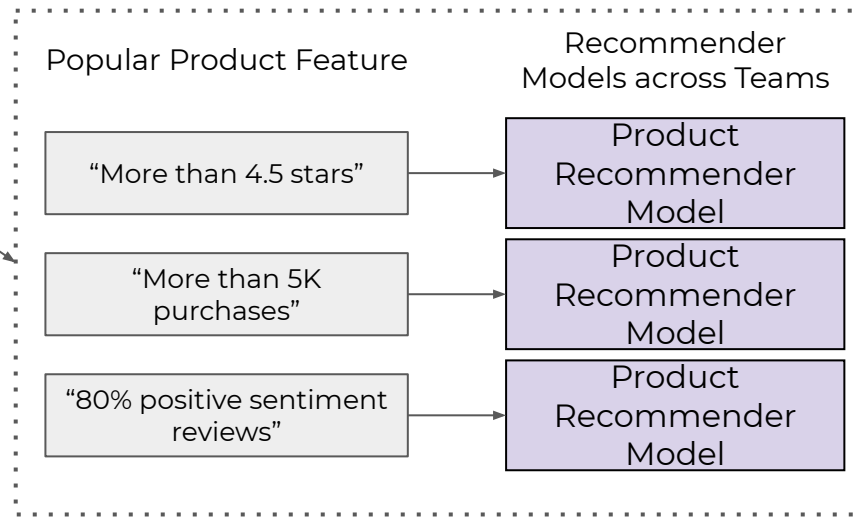 Popular Product Feature
Recommender
Models across Teams
“More than 4.5 stars”
Product
Recommender
Model
“More than 5K
purchases”
Product
Recommender
Model
“80% positive sentiment
reviews”
Product
Recommender
Model